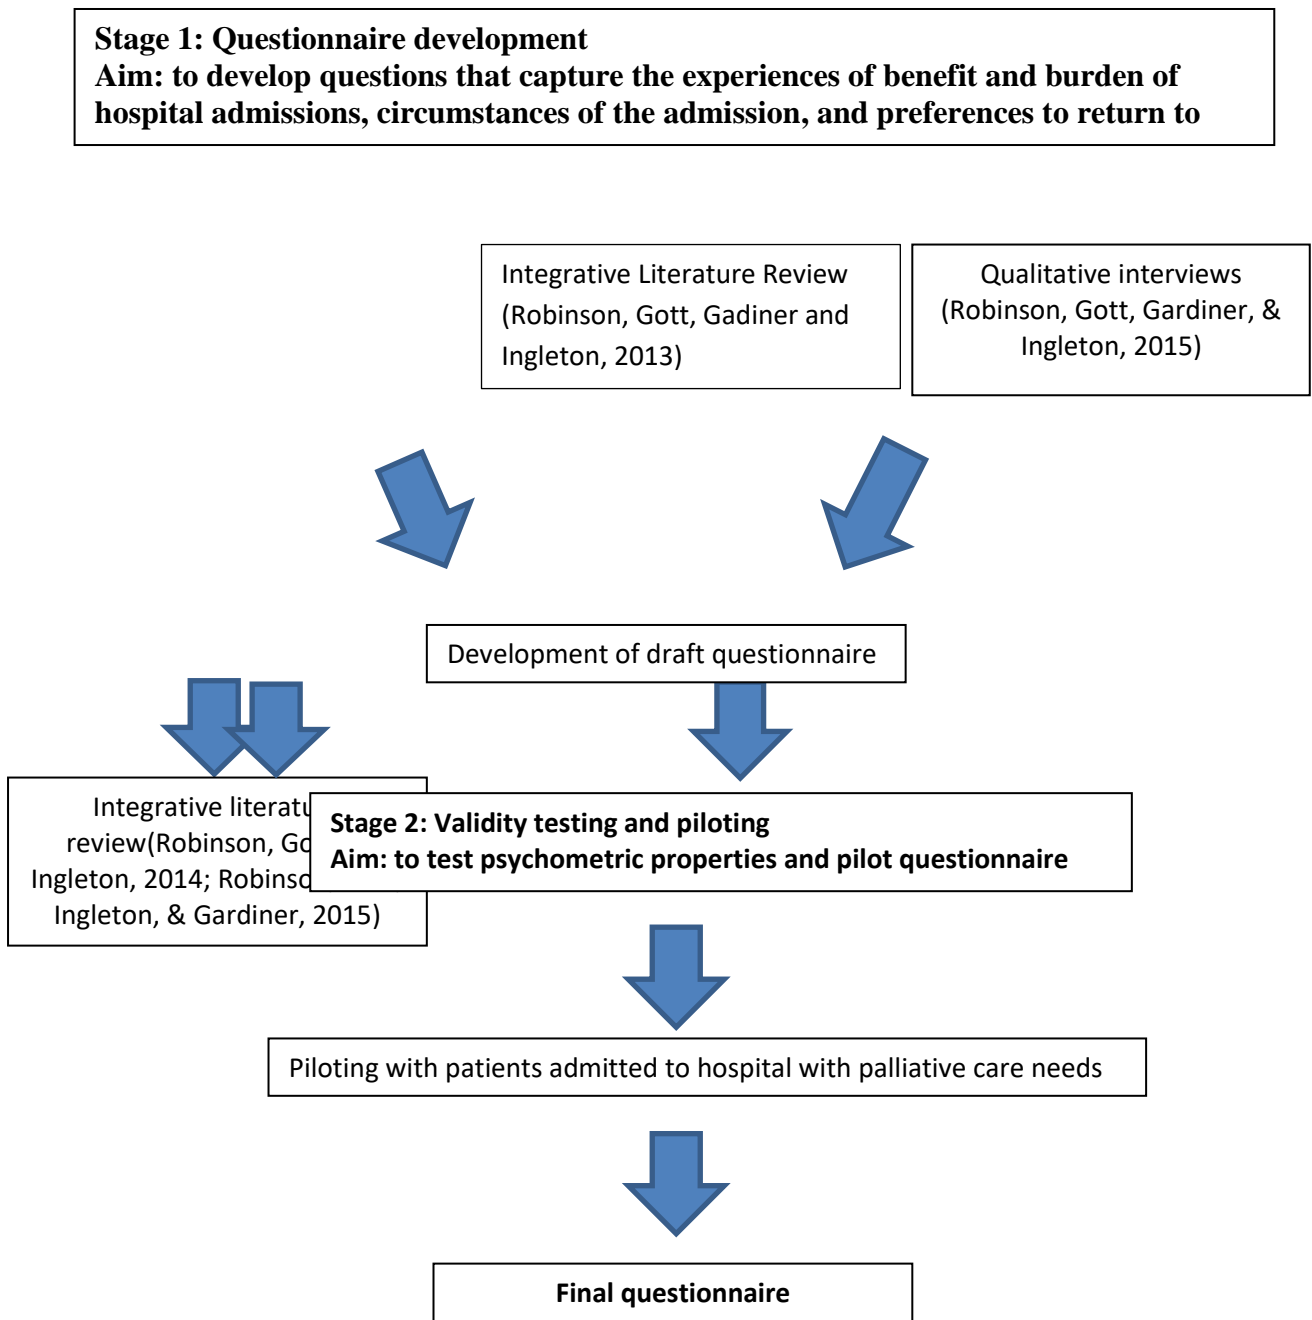 Stage 1: Questionnaire development
Aim: to develop questions that capture the experiences of benefit and burden of
hospital admissions, circumstances of the admission, and preferences to return to
Integrative Literature Review
(Robinson, Gott, Gadiner and
Ingleton, 2013)
Qualitative interviews
(Robinson, Gott, Gardiner, &
Ingleton, 2015)
Development of draft questionnaire
Integrative
review(Robinson,
Ingleton, 2014;
Ingleton, & Gardiner, 2015)
Stage 2: Validity testing and piloting
Aim: to test psychometric properties and pilot questionnaire
Piloting with patients admitted to hospital with palliative care needs
Final questionnaire